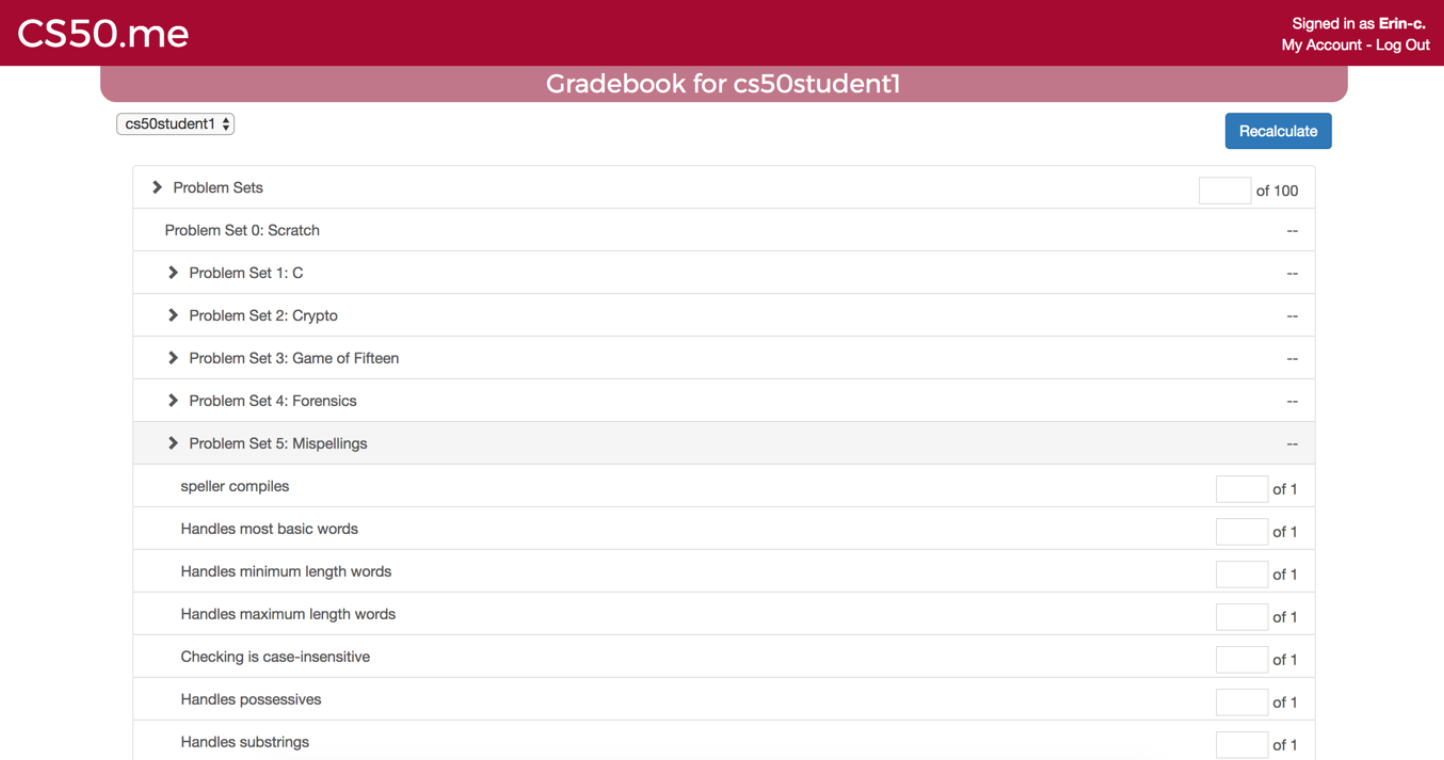 CS50.me
Signed in as Erin-c.
My Account - Log Out
Gradebook for cs50student1
cs50student1
Recalculate
Problem Sets of 100
Problem Set 0: Scratch --
Problem Set 1: C --
Problem Set 2: Crypto --
Problem Set 3: Game of Fifteen --
Problem Set 4: Forensics --
Problem Set 5: Mispellings --
speller compiles of 1
Handles most basic words of 1
Handles minimum length words of 1
Handles maximum length words of 1
Checking is case-insensitive of 1
Handles possessives of 1
Handles substrings of 1